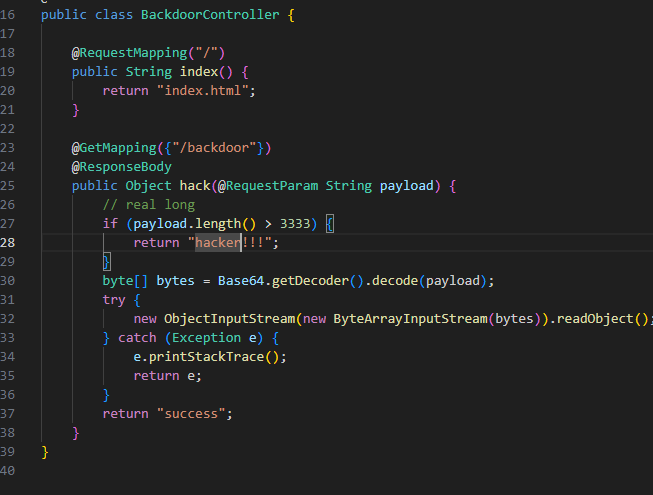 16 public class BackdoorController {
17
18 @RequestMapping("/")
19 public String index() {
20 return "index.html";
21 }
22
23 @GetMapping({"/backdoor"})
24 @ResponseBody
25 public Object hack(@RequestParam String payload) {
26 // real long
27 if (payload.length() > 3333) {
28 return "hacker!!!";
29 }
30 byte[] bytes = Base64.getDecoder().decode(payload);
31 try {
32 new ObjectInputStream(new ByteArrayInputStream(bytes)).readObject();
33 } catch (Exception e) {
34 e.printStackTrace();
35 return e;
36 }
37 return "success";
38 }
39 }
40